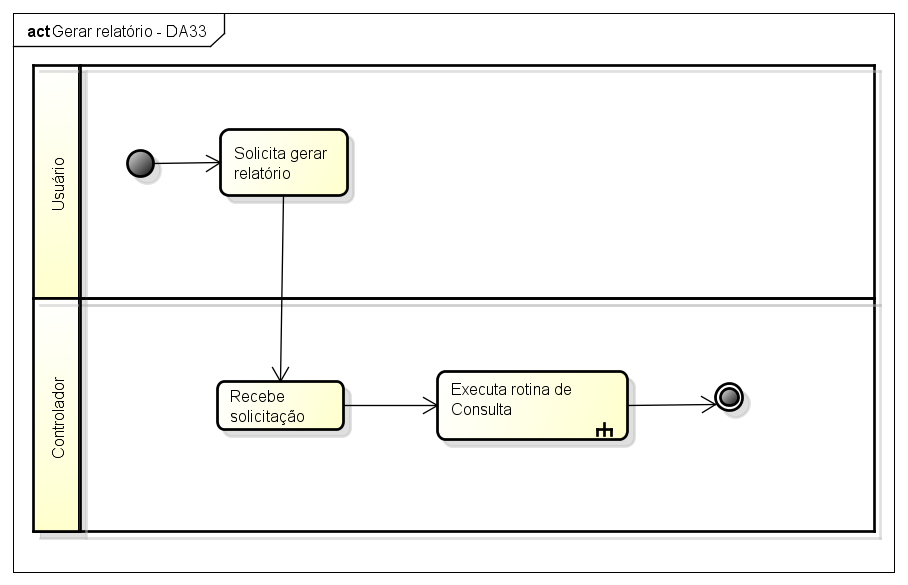 act Gerar relatório - DA33
Usuário
Solicita gerar
relatório
Controlador
Recebe
solicitação
Executa rotina de
Consulta